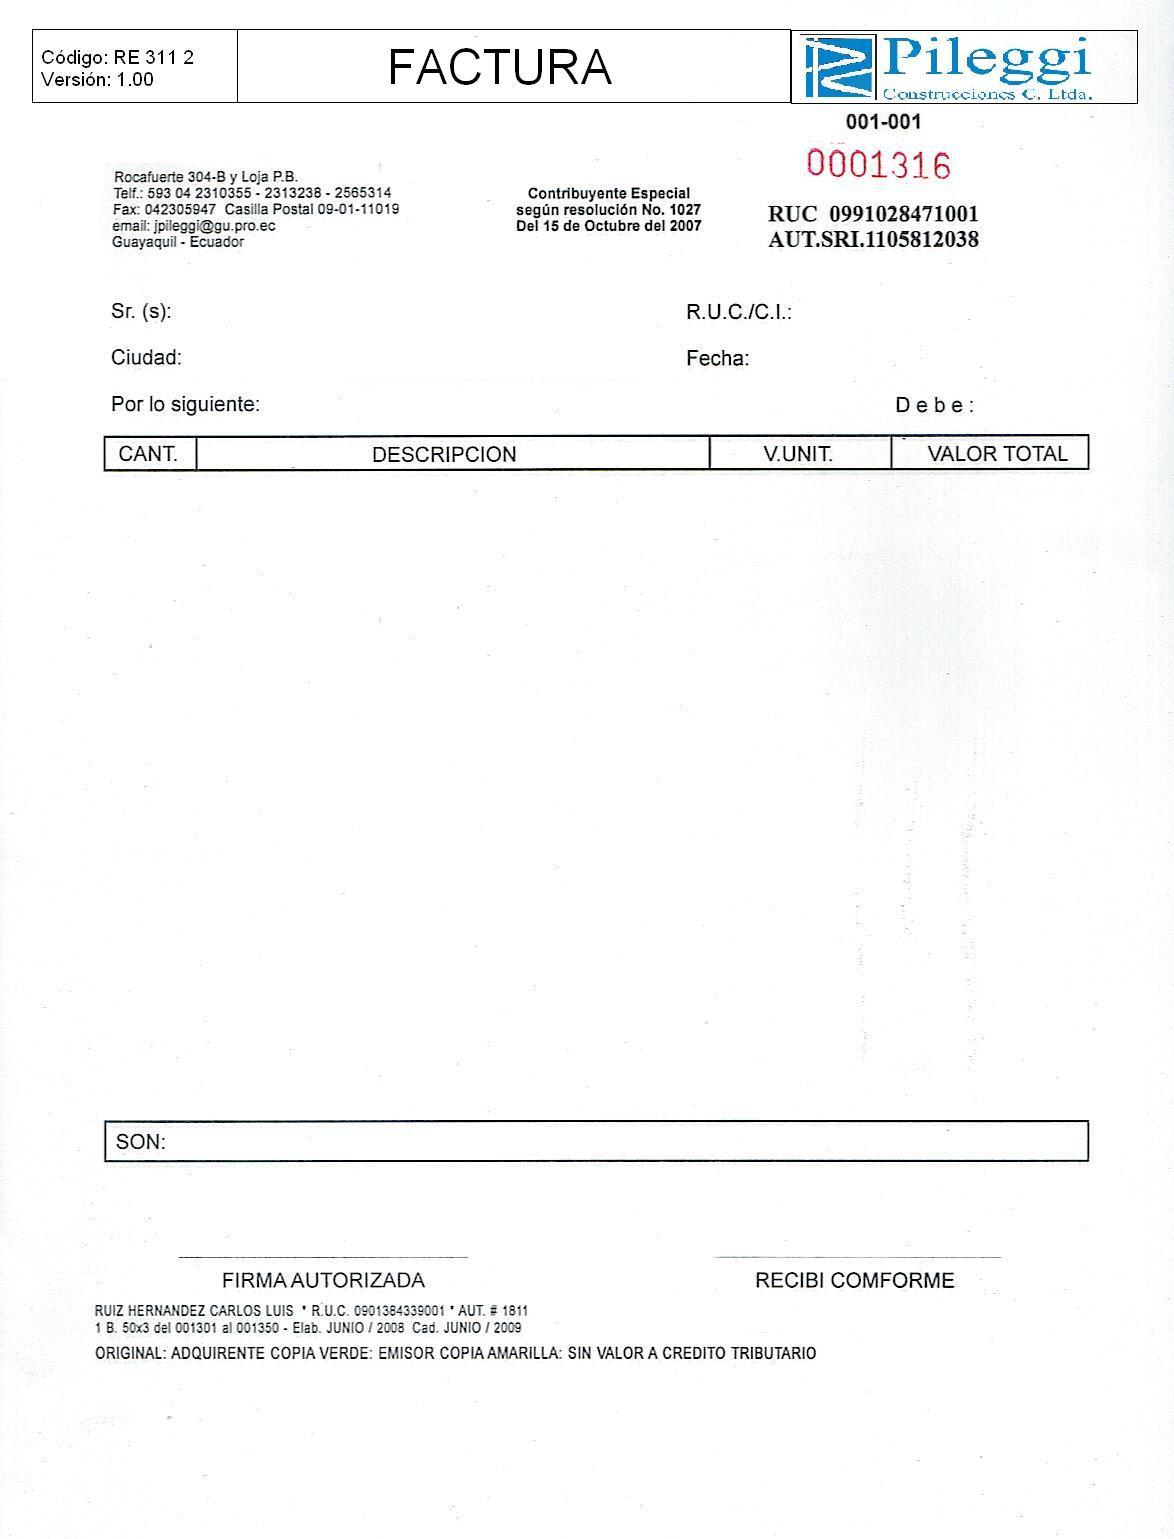 Código: RE 311 2
Versión: 1.00
FACTURA
Pileggi
Construcciones C. Ltda.
001-001
0001316
Rocafuerte 304-B y Loja P.B.
Telf.: 593 04 2310355 - 2313238 - 2565314
Fax: 042305947 Casilla Postal 09-01-11019
email: jpileggi@gu.pro.ec
Guayaquil - Ecuador
Contribuyente Especial
según resolución No. 1027
Del 15 de Octubre del 2007
RUC 0991028471001
AUT.SRI.1105812038
Sr. (s):
R.U.C./C.I.:
Ciudad:
Fecha:
Por lo siguiente:
Debe:
CANT. DESCRIPCION V.UNIT. VALOR TOTAL
SON:
FIRMA AUTORIZADA
RECIBI COMFORME
RUIZ HERNANDEZ CARLOS LUIS * R.U.C. 0901384339001 * AUT. # 1811
1 B. 50x3 del 001301 al 001350 - Elab. JUNIO / 2008 Cad. JUNIO / 2009
ORIGINAL: ADQUIRENTE COPIA VERDE: EMISOR COPIA AMARILLA: SIN VALOR A CREDITO TRIBUTARIO